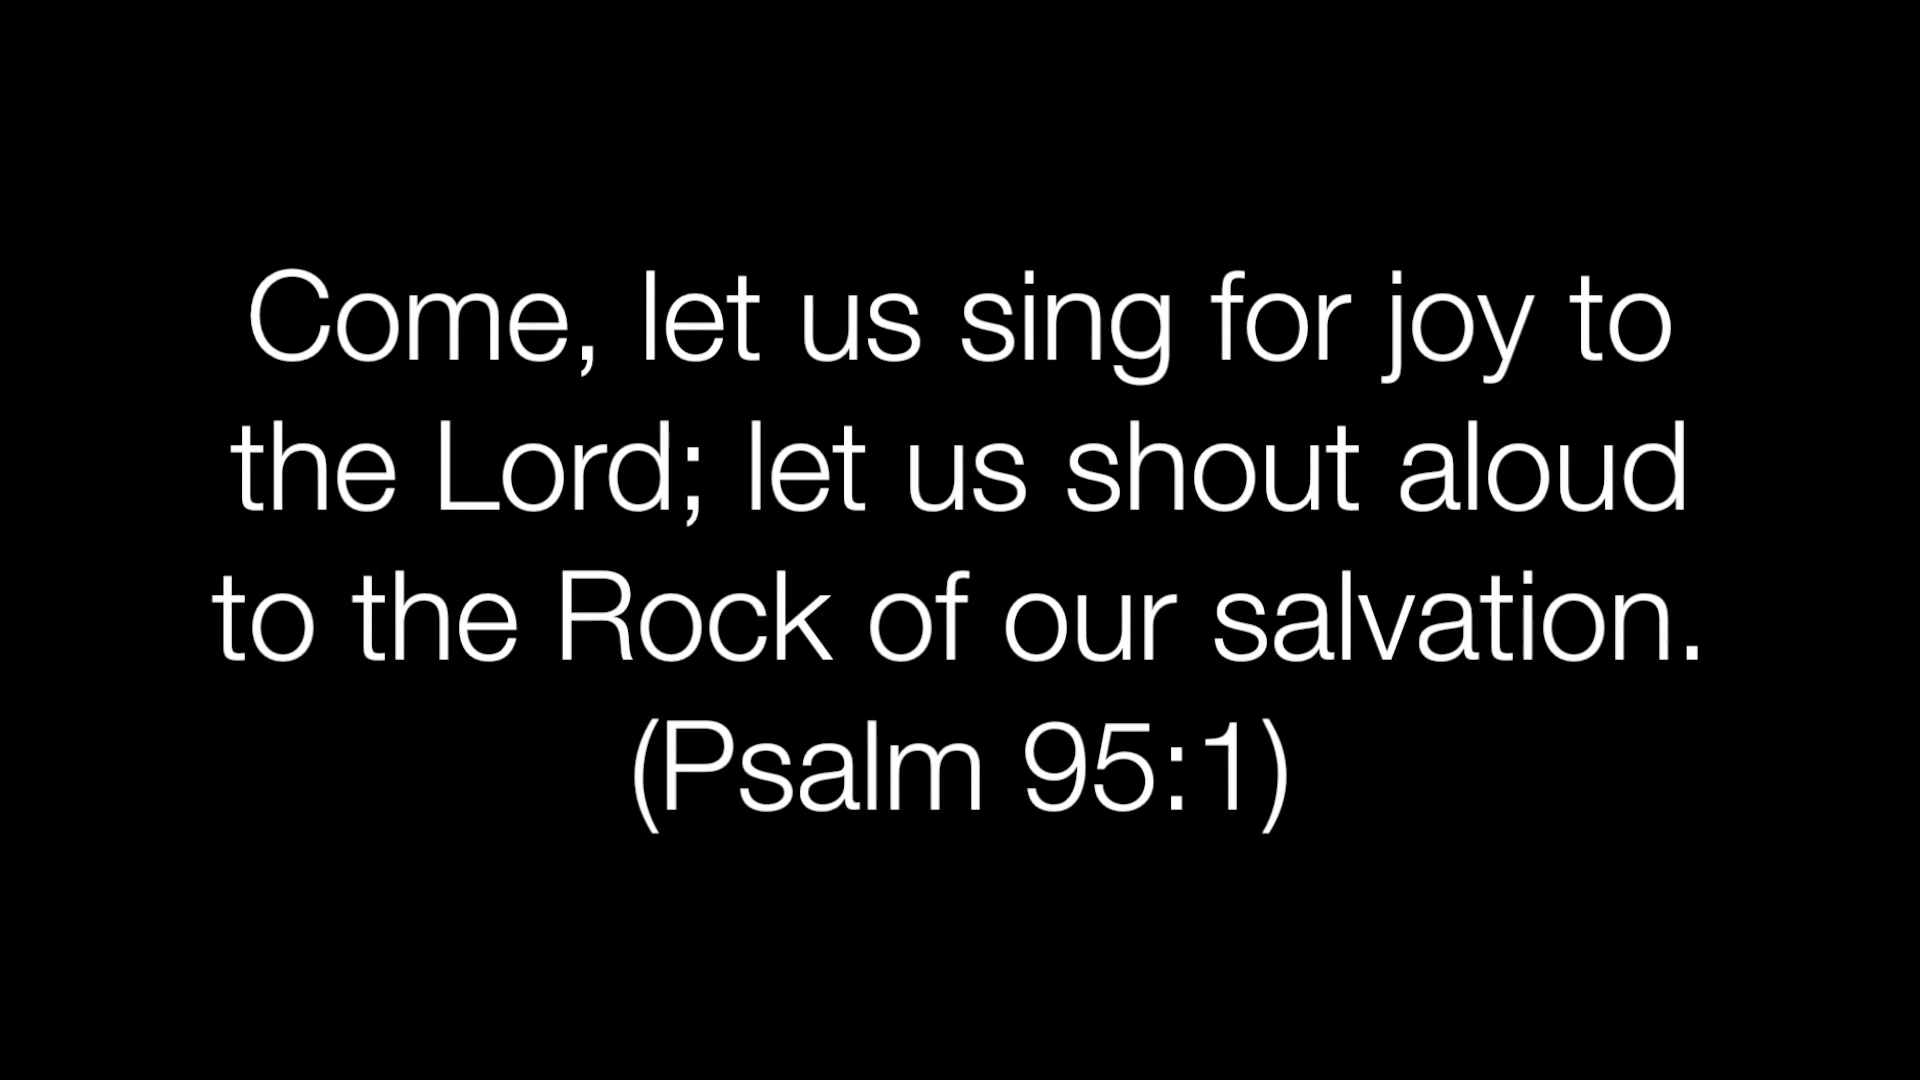 Come, let us sing for joy to
the Lord; let us shout aloud
to the Rock of our salvation.
(Psalm 95:1)